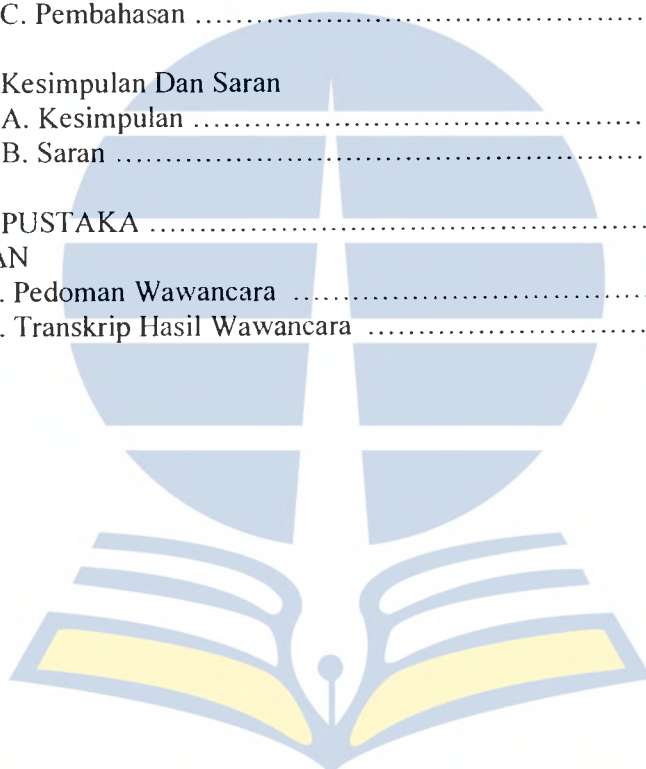 C. Pembahasan ..................................................
Kesimpulan Dan Saran
A. Kesimpulan ..................................................
B. Saran ..................................................
PUSTAKA ..................................................
AN
. Pedoman Wawancara ..................................................
. Transkrip Hasil Wawancara ..................................................